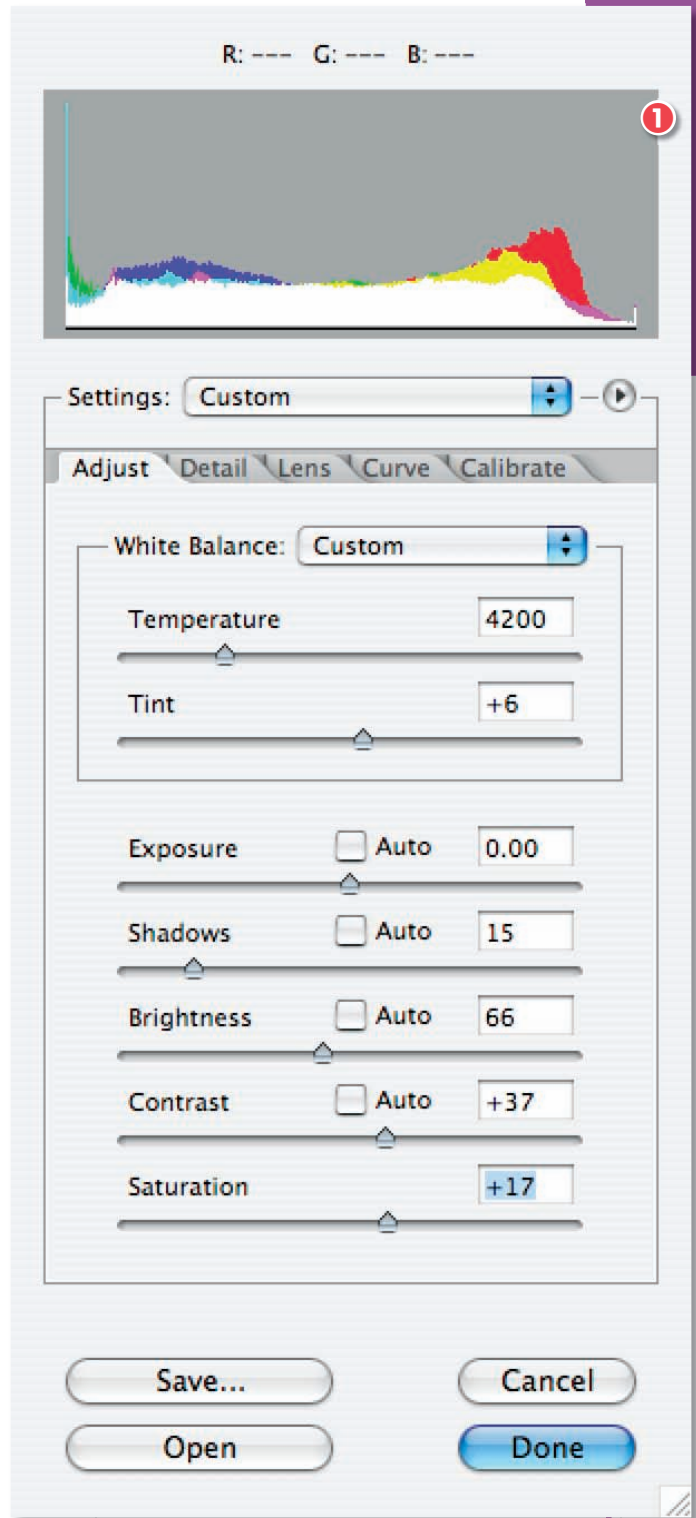 R: --- G: --- B: ---
1
Settings: Custom
Adjust Detail Lens Curve Calibrate
White Balance: Custom
Temperature 4200
Tint +6
Exposure Auto 0.00
Shadows Auto 15
Brightness Auto 66
Contrast Auto +37
Saturation +17
Save... Cancel
Open Done